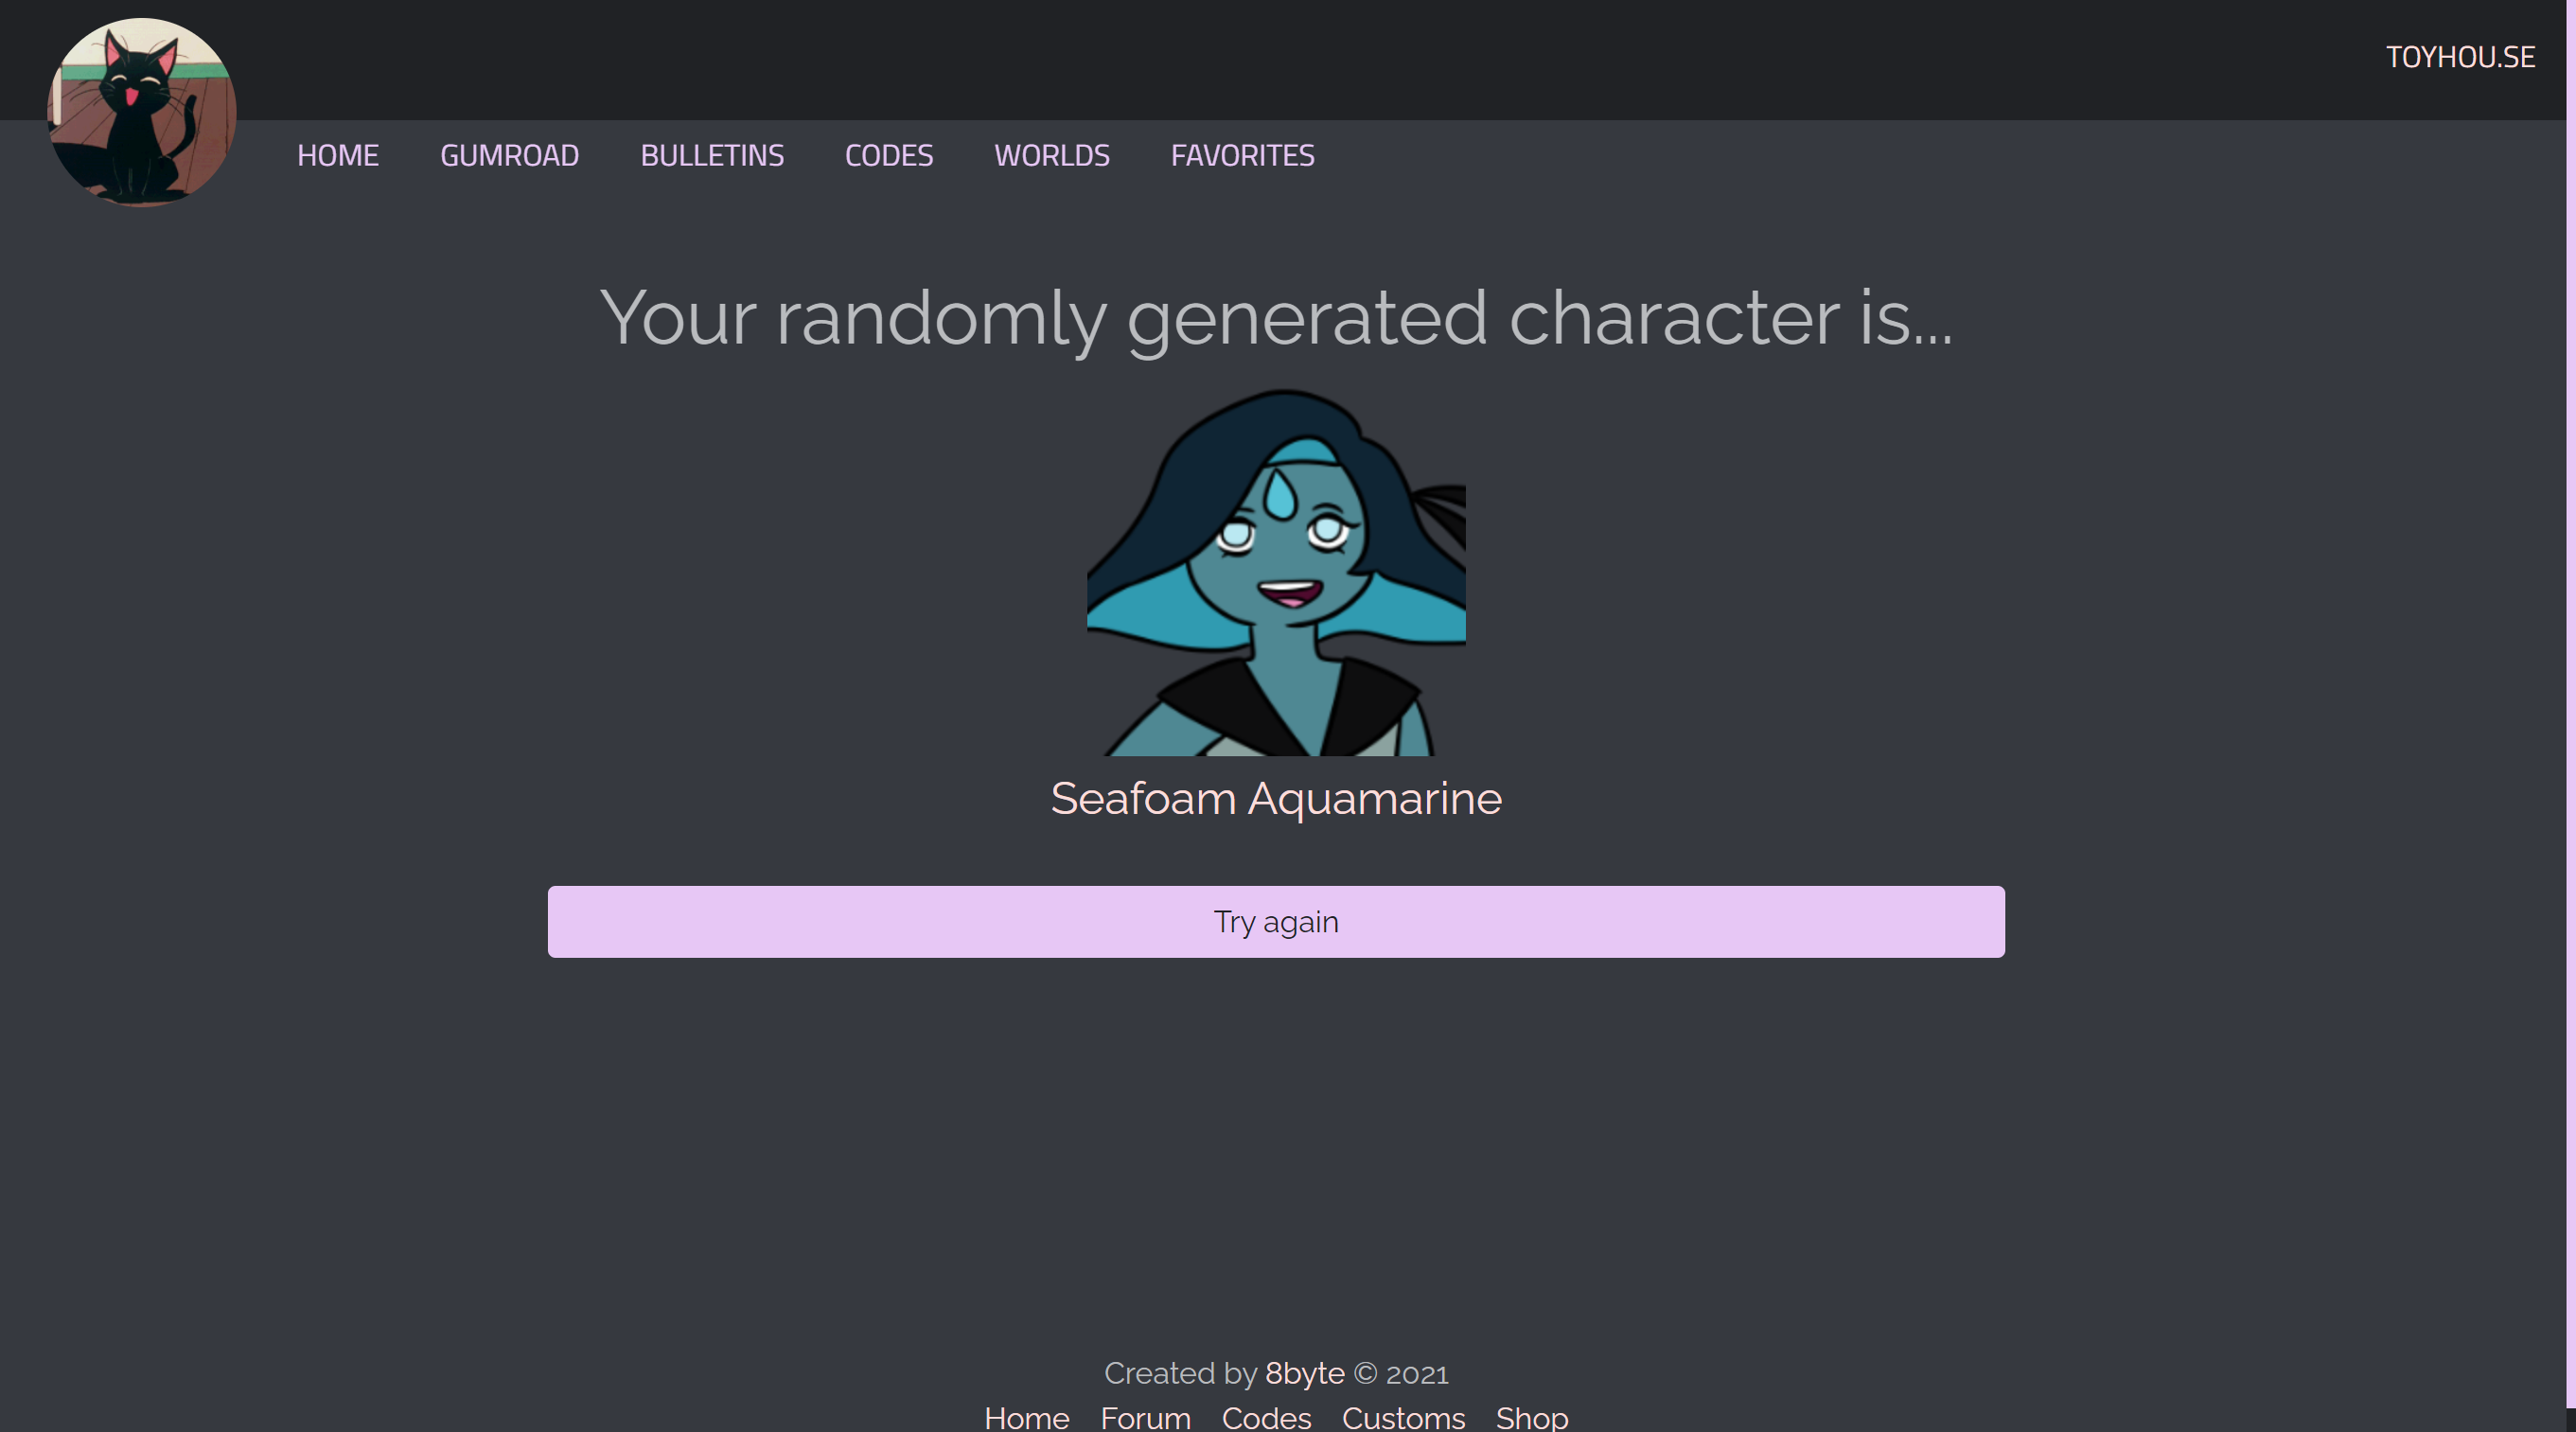 TOYHOU.SE
HOME GUMROAD BULLETINS CODES WORLDS FAVORITES
Your randomly generated character is...
Seafoam Aquamarine
Try again
Created by 8byte © 2021
Home Forum Codes Customs Shop